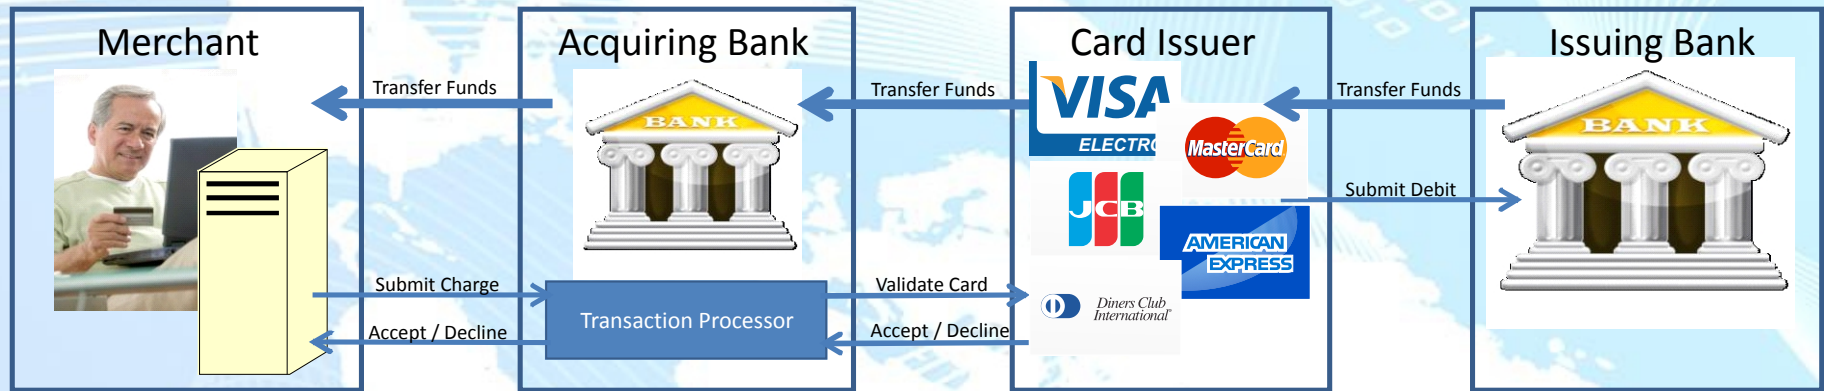 Merchant
Acquiring Bank
Card Issuer
Issuing Bank
Transfer Funds
Transfer Funds
Transfer Funds
BANK
VISA
ELECTR
MasterCard
BANK
Submit Debit
JCB
AMERICAN
EXPRESS
Submit Charge
Validate Card
Transaction Processor
Diners Club
International
Accept / Decline
Accept / Decline